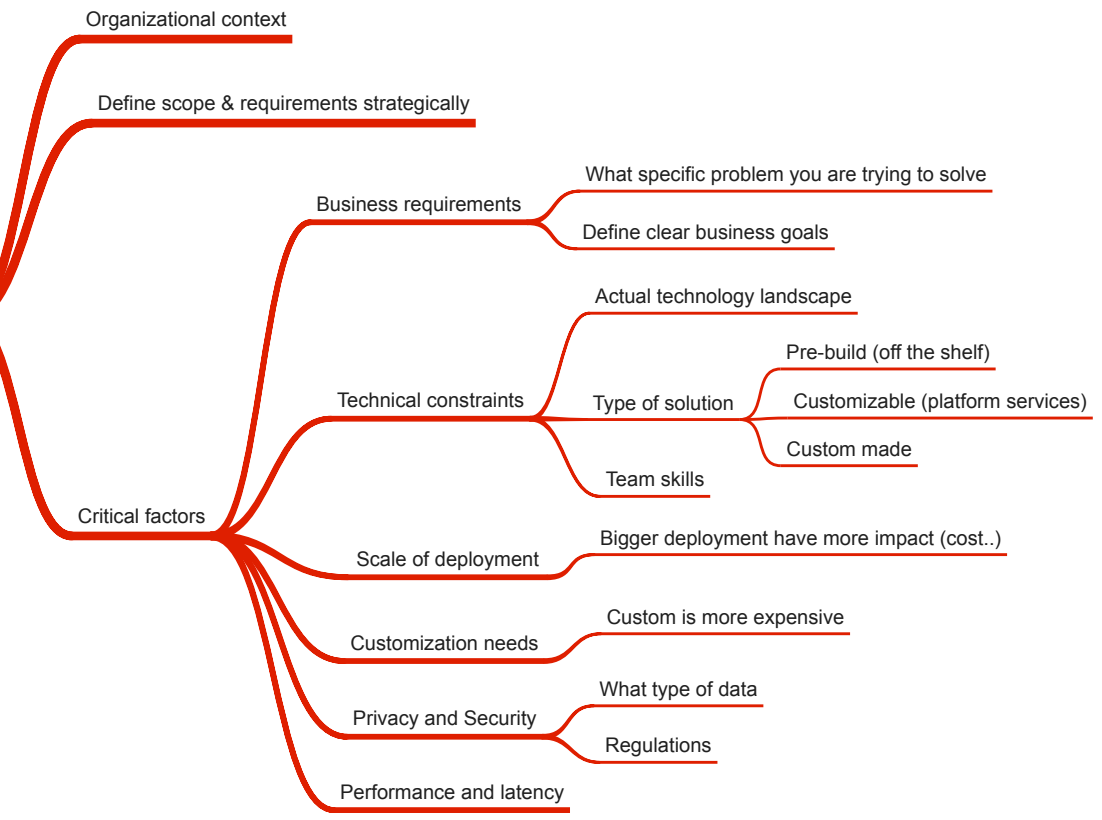 Organizational context
Define scope & requirements strategically
Critical factors
Business requirements
What specific problem you are trying to solve
Define clear business goals
Technical constraints
Actual technology landscape
Type of solution
Pre-build (off the shelf)
Customizable (platform services)
Custom made
Team skills
Scale of deployment
Bigger deployment have more impact (cost..)
Customization needs
Custom is more expensive
Privacy and Security
What type of data
Regulations
Performance and latency